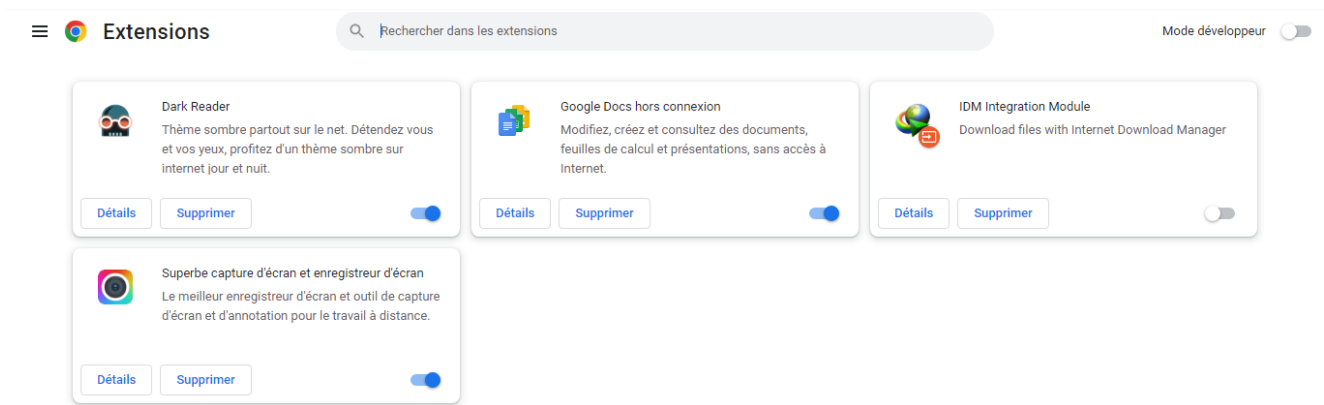 Extensions
Rechercher dans les extensions
Mode développeur
Dark Reader
Thème sombre partout sur le net. Détendez vous
et vos yeux, profitez d'un thème sombre sur
internet jour et nuit.
Détails
Supprimer
Google Docs hors connexion
Modifiez, créez et consultez des documents,
feuilles de calcul et présentations, sans accès à
Internet.
Détails
Supprimer
IDM Integration Module
Download files with Internet Download Manager
Détails
Supprimer
Superbe capture d'écran et enregistreur d'écran
Le meilleur enregistreur d'écran et outil de capture
d'écran et d'annotation pour le travail à distance.
Détails
Supprimer